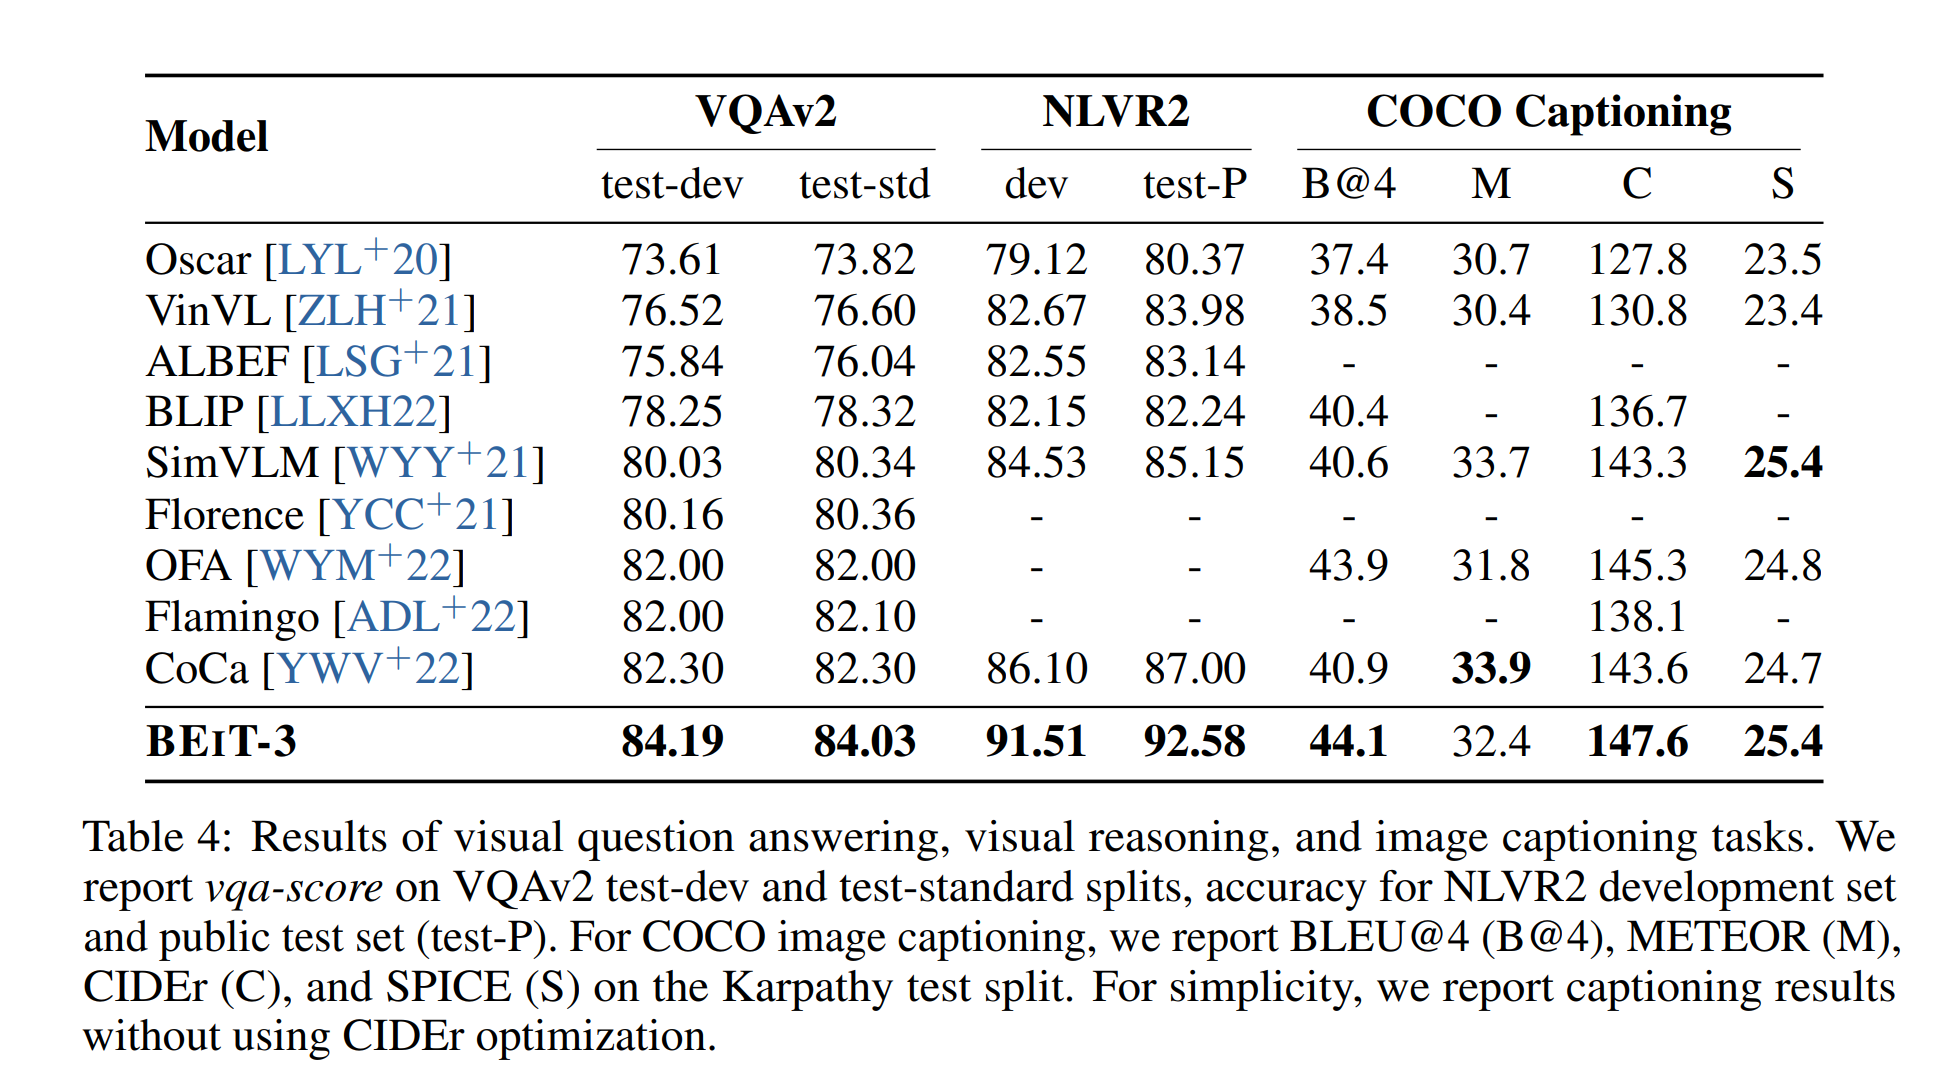 Model VQAv2 NLVR2 COCO Captioning
test-dev test-std dev test-P B@4 M C S
Oscar [LYL+20] 73.61 73.82 79.12 80.37 37.4 30.7 127.8 23.5
VinVL [ZLH+21] 76.52 76.60 82.67 83.98 38.5 30.4 130.8 23.4
ALBEF [LSG+21] 75.84 76.04 82.55 83.14 - - - -
BLIP [LLXH22] 78.25 78.32 82.15 82.24 40.4 - 136.7 -
SimVLM [WYY+21] 80.03 80.34 84.53 85.15 40.6 33.7 143.3 25.4
Florence [YCC+21] 80.16 80.36 - - - - - -
OFA [WYM+22] 82.00 82.00 - - 43.9 31.8 145.3 24.8
Flamingo [ADL+22] 82.00 82.10 - - - - 138.1 -
CoCa [YWV+22] 82.30 82.30 86.10 87.00 40.9 33.9 143.6 24.7
BEIT-3 84.19 84.03 91.51 92.58 44.1 32.4 147.6 25.4
Table 4: Results of visual question answering, visual reasoning, and image captioning tasks. We
report vqa-score on VQAv2 test-dev and test-standard splits, accuracy for NLVR2 development set
and public test set (test-P). For COCO image captioning, we report BLEU@4 (B@4), METEOR (M),
CIDEr (C), and SPICE (S) on the Karpathy test split. For simplicity, we report captioning results
without using CIDEr optimization.